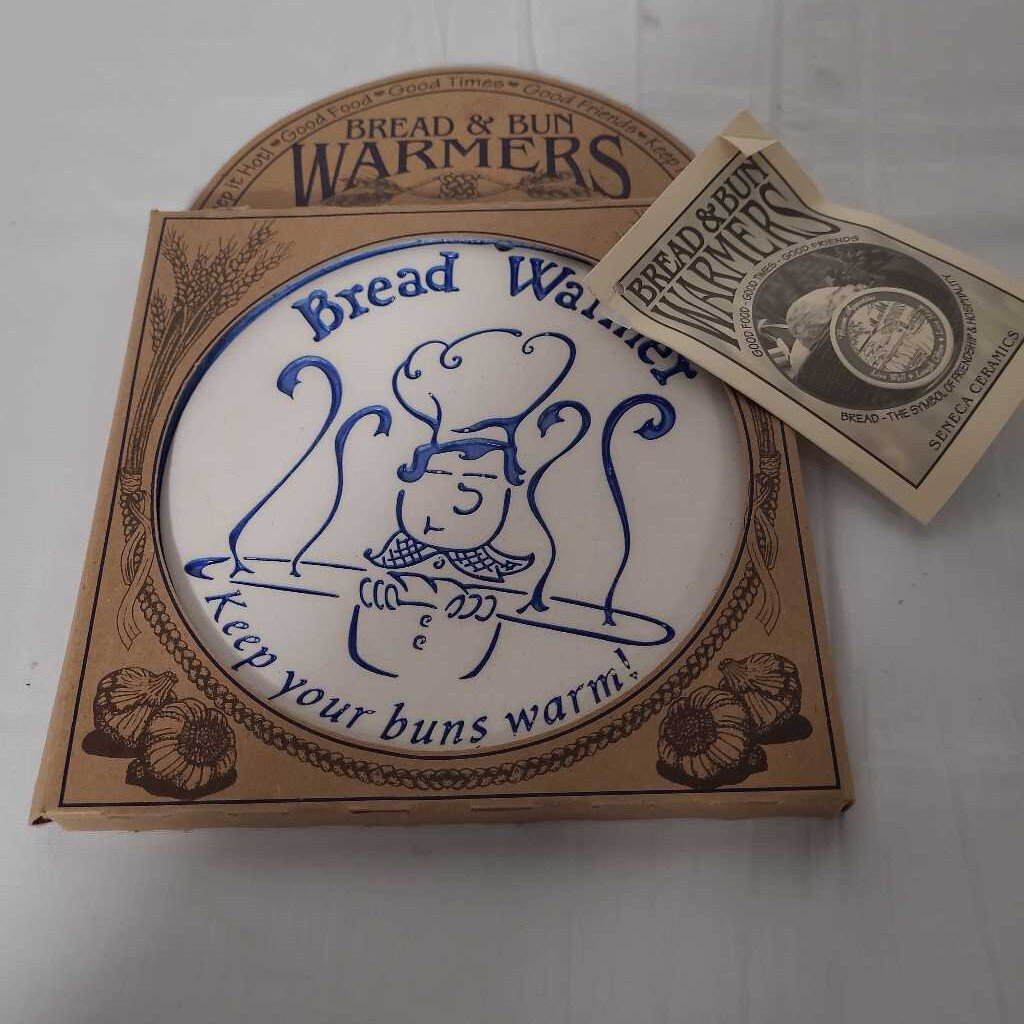 ep it Hot! ♥ Good Food ♥ Good Times ♥ Good Friends ♥ Keep
BREAD & BUN
WARMERS
Bread Warmer
Keep your buns warm!
BREAD & BUN
WARMERS
GOOD FOOD - GOOD TIMES - GOOD FRIENDS
BREAD - THE SYMBOL OF FRIENDSHIP & HOSPITALITY
SENECA CERAMICS